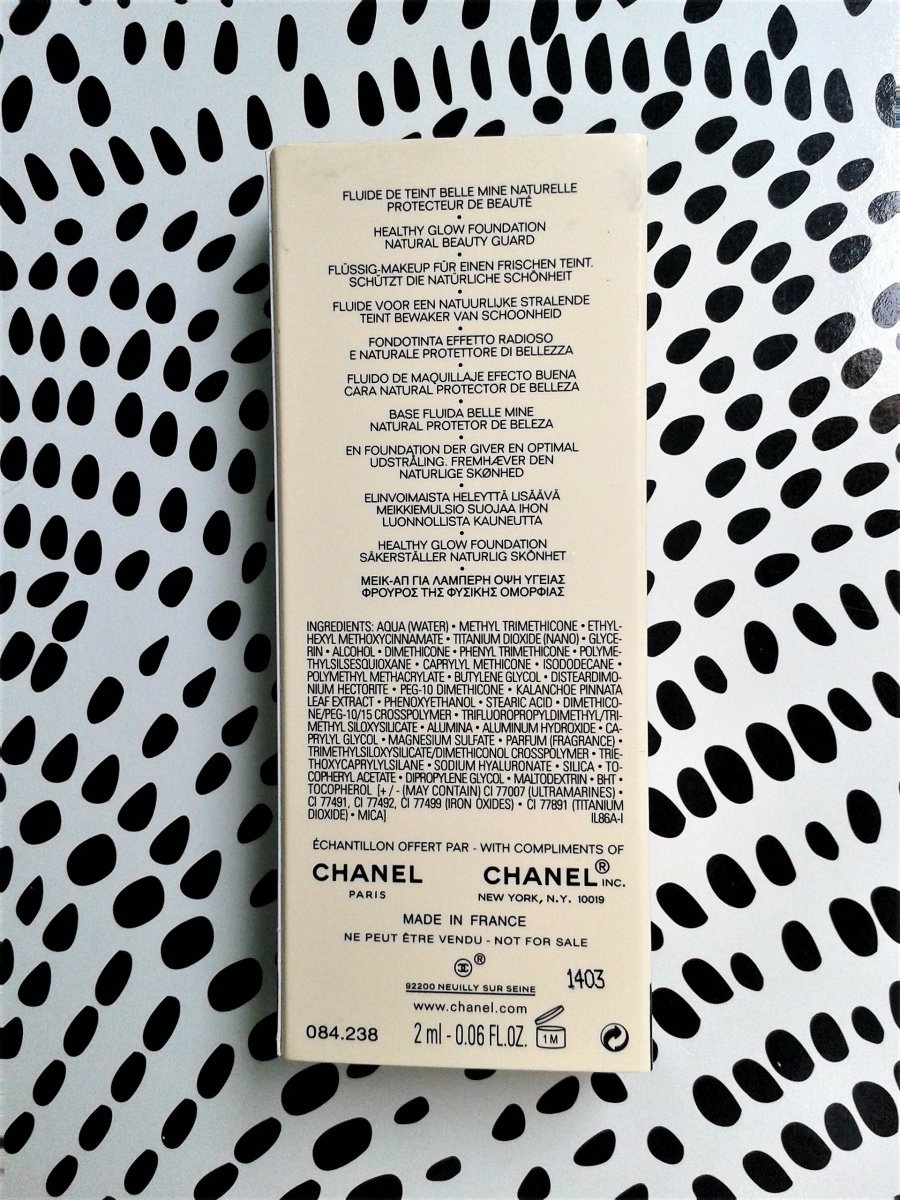 FLUIDE DE TEINT BELLE MINE NATURELLE
PROTECTEUR DE BEAUTÉ
•
HEALTHY GLOW FOUNDATION
NATURAL BEAUTY GUARD
•
FLÜSSIG-MAKEUP FÜR EINEN FRISCHEN TEINT.
SCHÜTZT DIE NATÜRLICHE SCHÖNHEIT
•
FLUIDE VOOR EEN NATUURLIJKE STRALENDE
TEINT BEWAKER VAN SCHOONHEID
•
FONDOTINTA EFFETTO RADIOSO
E NATURALE PROTETTORE DI BELLEZZA
•
FLUIDO DE MAQUILLAJE EFECTO BUENA
CARA NATURAL PROTECTOR DE BELLEZA
•
BASE FLUIDA BELLE MINE
NATURAL PROTETOR DE BELEZA
•
EN FOUNDATION DER GIVER EN OPTIMAL
UDSTRÅLING. FREMHÆVER DEN
NATURLIGE SKØNHED
•
ELINVOIMAISTA HELEYTTÄ LISÄÄVÄ
MEIKKIEMULSIO SUOJAA IHON
LUONNOLLISTA KAUNEUTTA
•
HEALTHY GLOW FOUNDATION
SÄKERSTÄLLER NATURLIG SKÖNHET
•
ΜΕΙΚ-ΑΠ ΓΙΑ ΛΑΜΠΕΡΗ ΟΨΗ ΥΓΕΙΑΣ
ΦΡΟΥΡΟΣ ΤΗΣ ΦΥΣΙΚΗΣ ΟΜΟΡΦΙΑΣ
INGREDIENTS: AQUA (WATER) • METHYL TRIMETHICONE • ETHYL-
HEXYL METHOXYCINNAMATE • TITANIUM DIOXIDE (NANO) • GLYCE-
RIN • ALCOHOL • DIMETHICONE • PHENYL TRIMETHICONE • POLYME-
THYLSILSESQUIOXANE • CAPRYLYL METHICONE • ISODODECANE •
POLYMETHYL METHACRYLATE • BUTYLENE GLYCOL • DISTEARDIMO-
NIUM HECTORITE • PEG-10 DIMETHICONE • KALANCHOE PINNATA
LEAF EXTRACT • PHENOXYETHANOL • STEARIC ACID • DIMETHICO-
NE/PEG-10/15 CROSSPOLYMER • TRIFLUOROPROPYLDIMETHYL/TRI-
METHYL SILOXYSILICATE • ALUMINA • ALUMINUM HYDROXIDE • CA-
PRYLYL GLYCOL • MAGNESIUM SULFATE • PARFUM (FRAGRANCE) •
TRIMETHYLSILOXYSILICATE/DIMETHICONOL CROSSPOLYMER • TRIE-
THOXYCAPRYLYLSILANE • SODIUM HYALURONATE • SILICA • TO-
COPHERYL ACETATE • DIPROPYLENE GLYCOL • MALTODEXTRIN • BHT •
TOCOPHEROL [+ / - (MAY CONTAIN) CI 77007 (ULTRAMARINES) •
CI 77491, CI 77492, CI 77499 (IRON OXIDES) • CI 77891 (TITANIUM
DIOXIDE) • MICA] IL86A-I
ÉCHANTILLON OFFERT PAR - WITH COMPLIMENTS OF
CHANEL CHANEL® INC.
PARIS NEW YORK, N.Y. 10019
MADE IN FRANCE
NE PEUT ÊTRE VENDU - NOT FOR SALE
®
92200 NEUILLY SUR SEINE 1403
www.chanel.com
084.238 2 ml - 0.06 FL.OZ. 1M